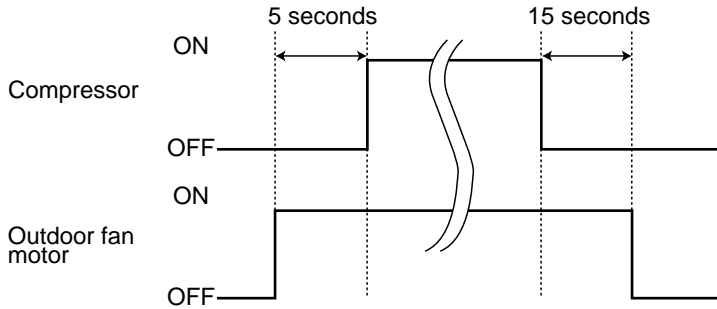 5 seconds 15 seconds
ON
Compressor
OFF
ON
Outdoor fan
motor
OFF